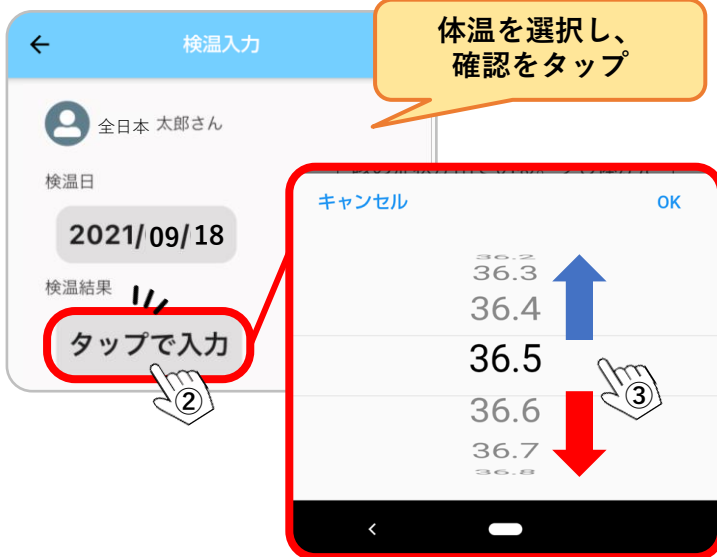 検温入力
体温を選択し、
確認をタップ
全日本 太郎さん
検温日
2021/09/18
検温結果
タップで入力
②
キャンセル
OK
36.2
36.3
36.4
36.5
36.6
36.7
36.8
③